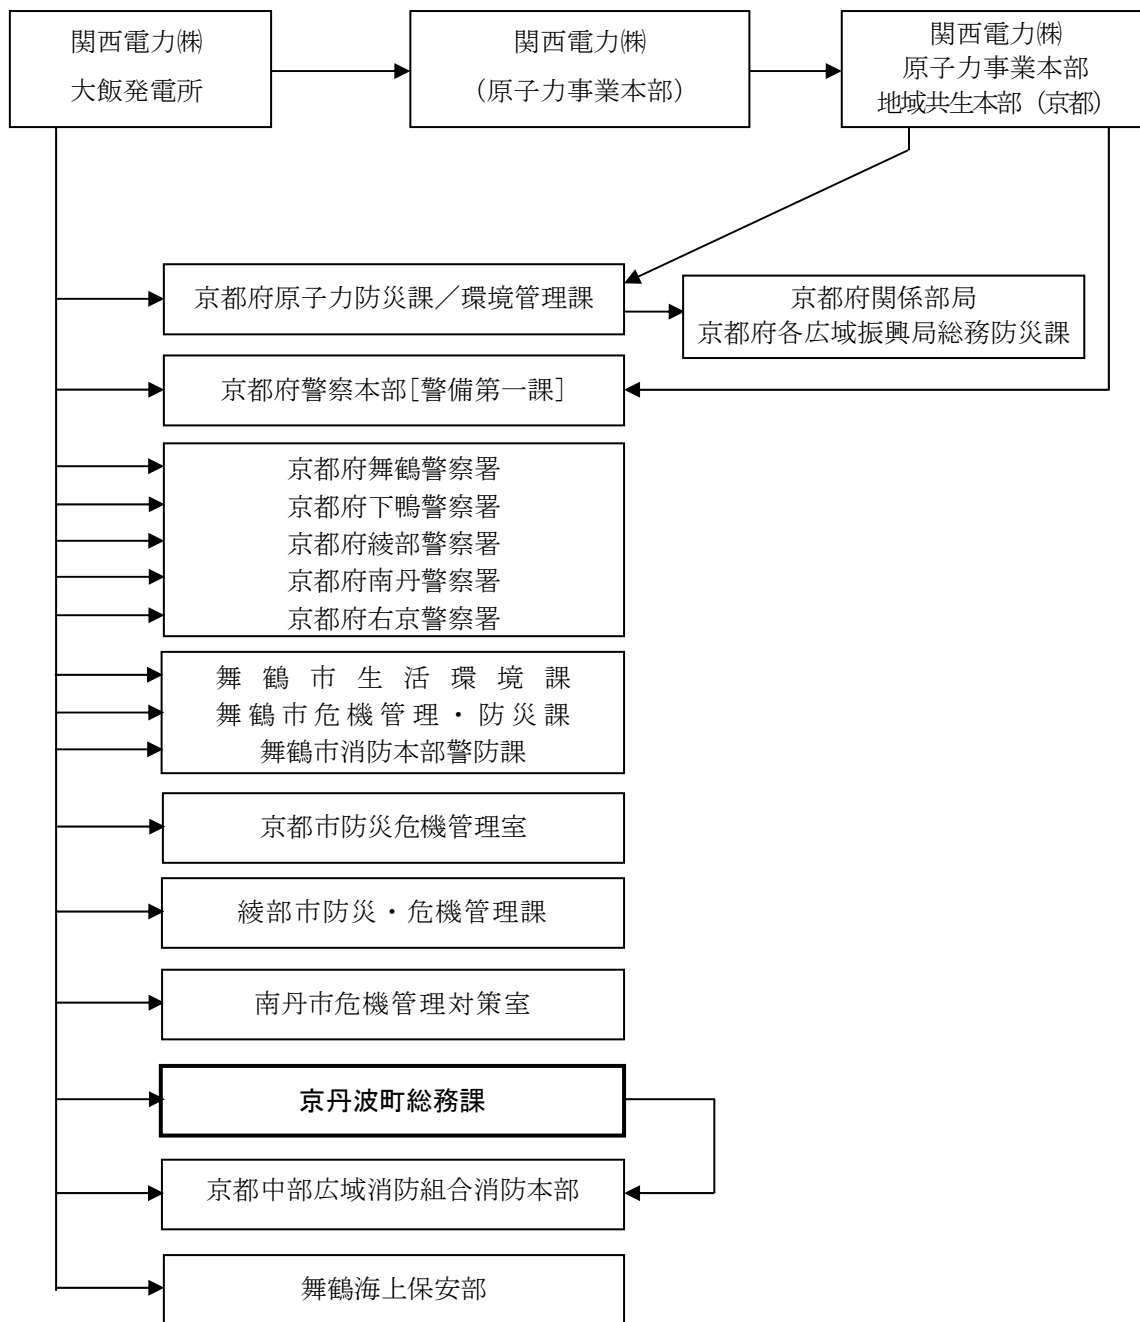 関西電力㈱
大飯発電所
関西電力㈱
(原子力事業本部)
関西電力㈱
原子力事業本部
地域共生本部（京都）
京都府原子力防災課／環境管理課
京都府関係部局
京都府各広域振興局総務防災課
京都府警察本部[警備第一課]
京都府舞鶴警察署
京都府下鴨警察署
京都府綾部警察署
京都府南丹警察署
京都府右京警察署
舞鶴市生活環境課
舞鶴市危機管理・防災課
舞鶴市消防本部警防課
京都市防災危機管理室
綾部市防災・危機管理課
南丹市危機管理対策室
京丹波町総務課
京都中部広域消防組合消防本部
舞鶴海上保安部